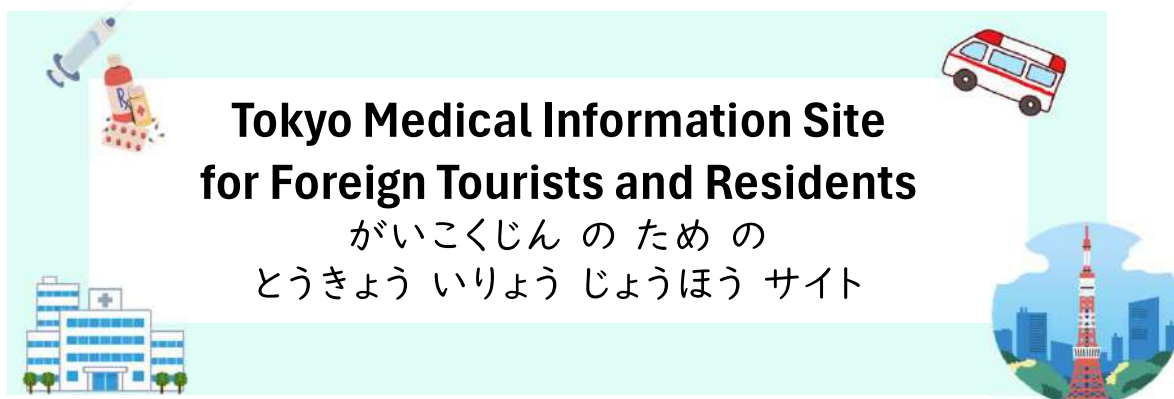 Tokyo Medical Information Site
for Foreign Tourists and Residents
がいこくじん の ため の
とうきょう いりょう じょうほう サイト